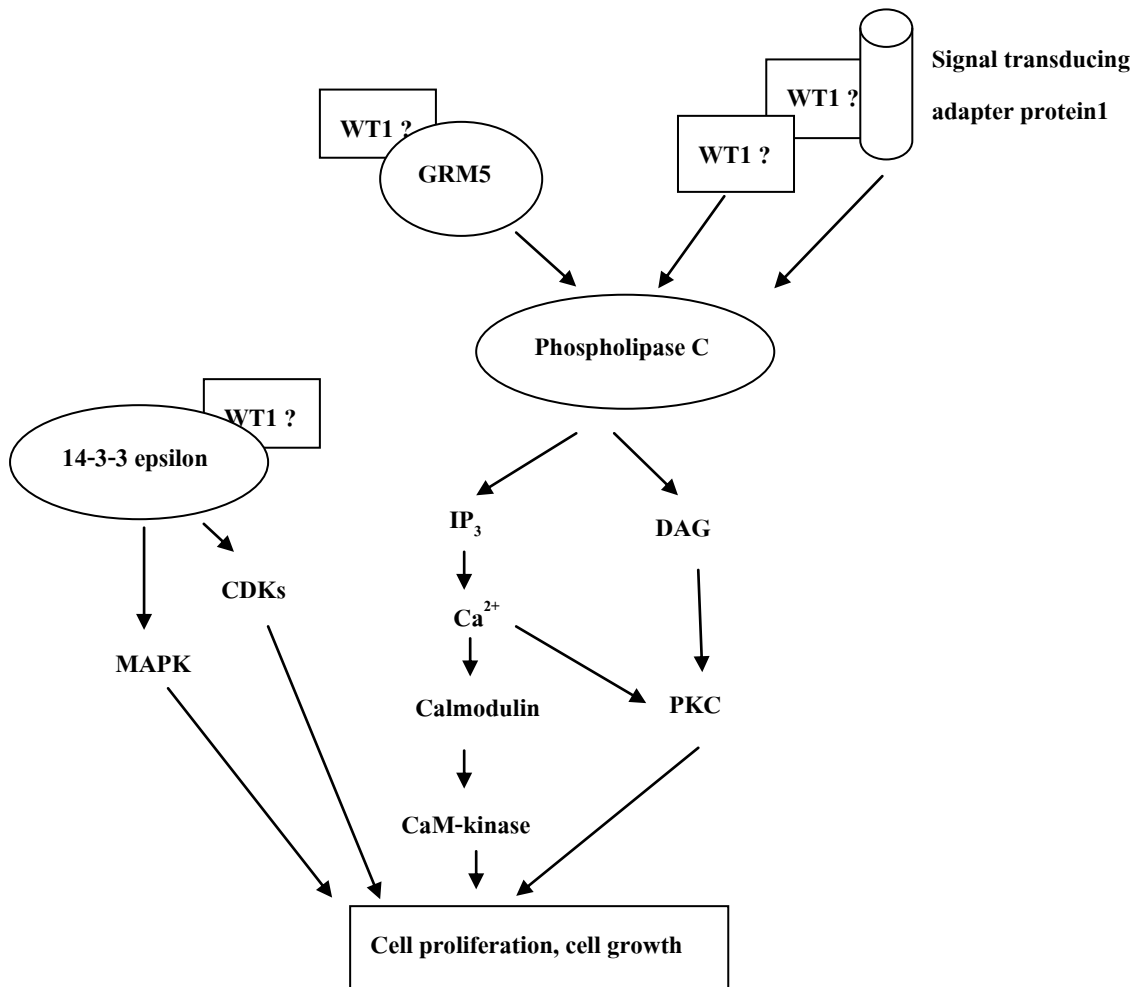 Signal transducing
adapter protein1
WT1 ?
WT1 ?
WT1 ?
GRM5
Phospholipase C
WT1 ?
14-3-3 epsilon
IP3
DAG
CDKs
Ca2+
MAPK
Calmodulin
PKC
CaM-kinase
Cell proliferation, cell growth